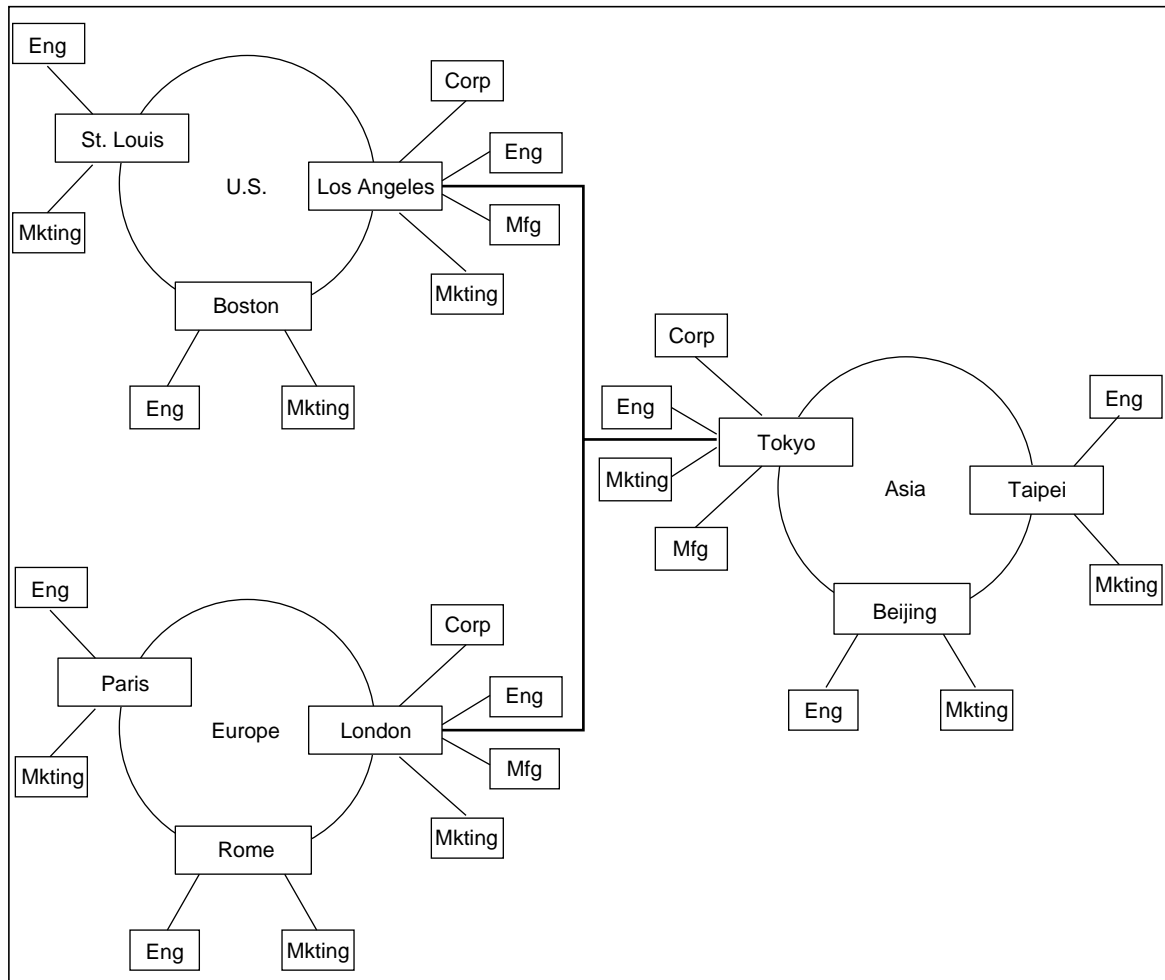 Eng
Corp
St. Louis
Eng
U.S.
Los Angeles
Mkting
Mfg
Mkting
Boston
Eng
Mkting
Corp
Eng
Eng
Tokyo
Mkting
Asia
Taipei
Mfg
Mkting
Beijing
Eng
Mkting
Eng
Corp
Paris
Eng
Europe
London
Mkting
Mfg
Mkting
Rome
Eng
Mkting